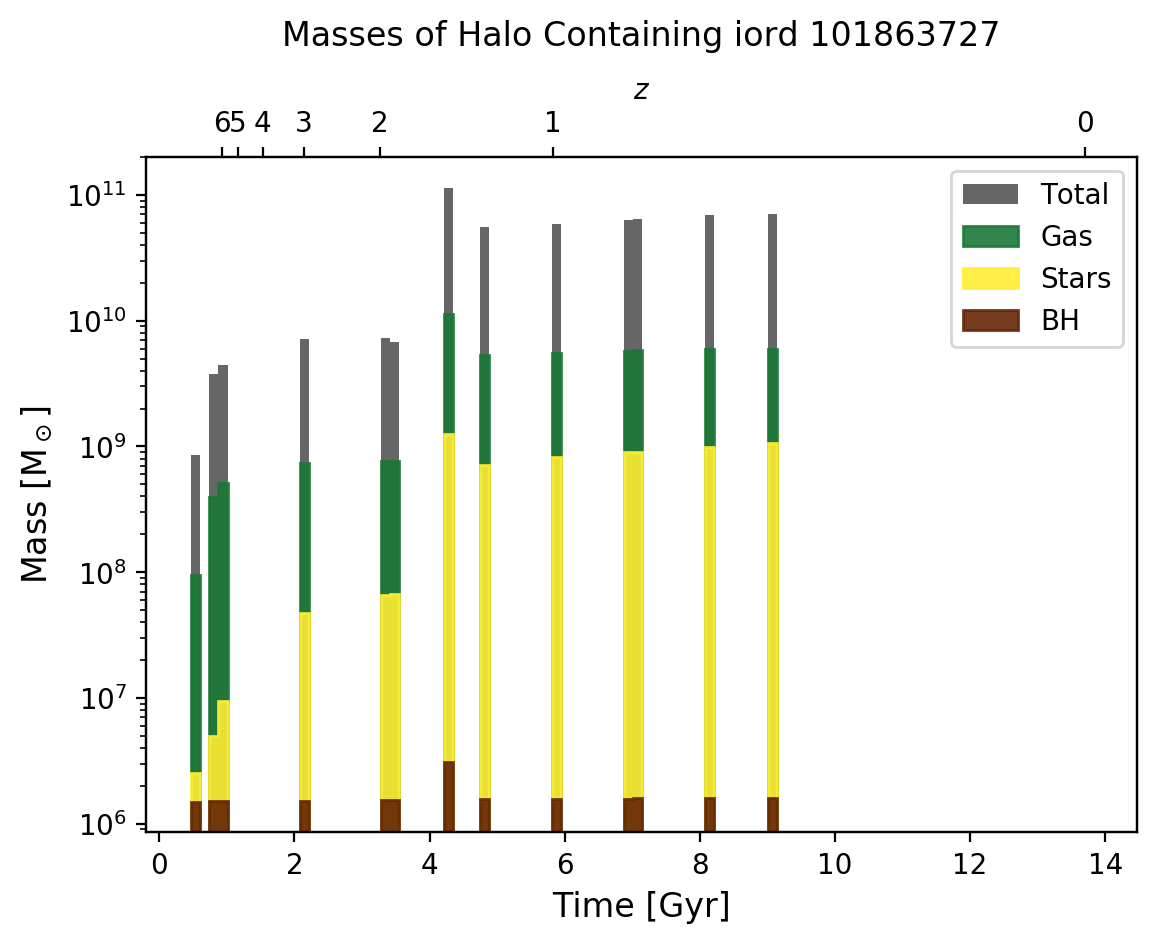 Masses of Halo Containing iord 101863727
z
6 5 4 3 2 1 0
10¹¹
10¹⁰
10⁹
10⁸
10⁷
10⁶
Mass [M⊙]
Total
Gas
Stars
BH
0 2 4 6 8 10 12 14
Time [Gyr]